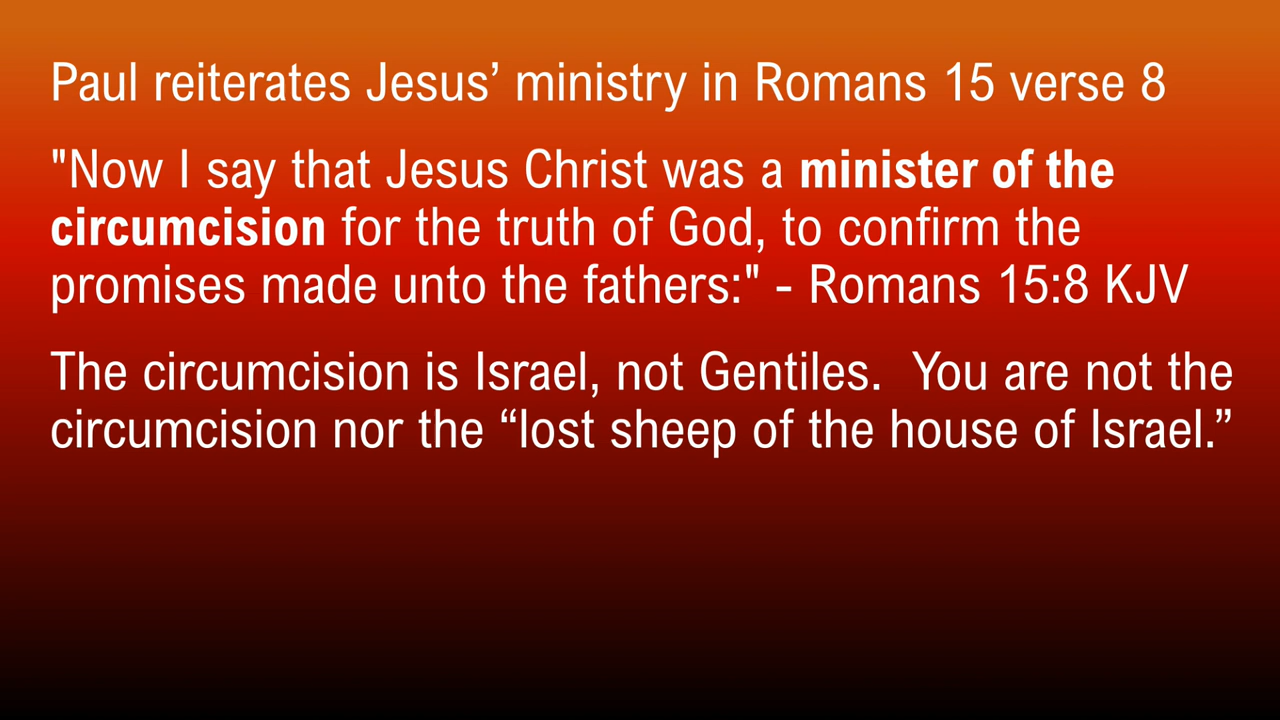 Paul reiterates Jesus’ ministry in Romans 15 verse 8
"Now I say that Jesus Christ was a minister of the
circumcision for the truth of God, to confirm the
promises made unto the fathers:" - Romans 15:8 KJV
The circumcision is Israel, not Gentiles.  You are not the
circumcision nor the “lost sheep of the house of Israel.”